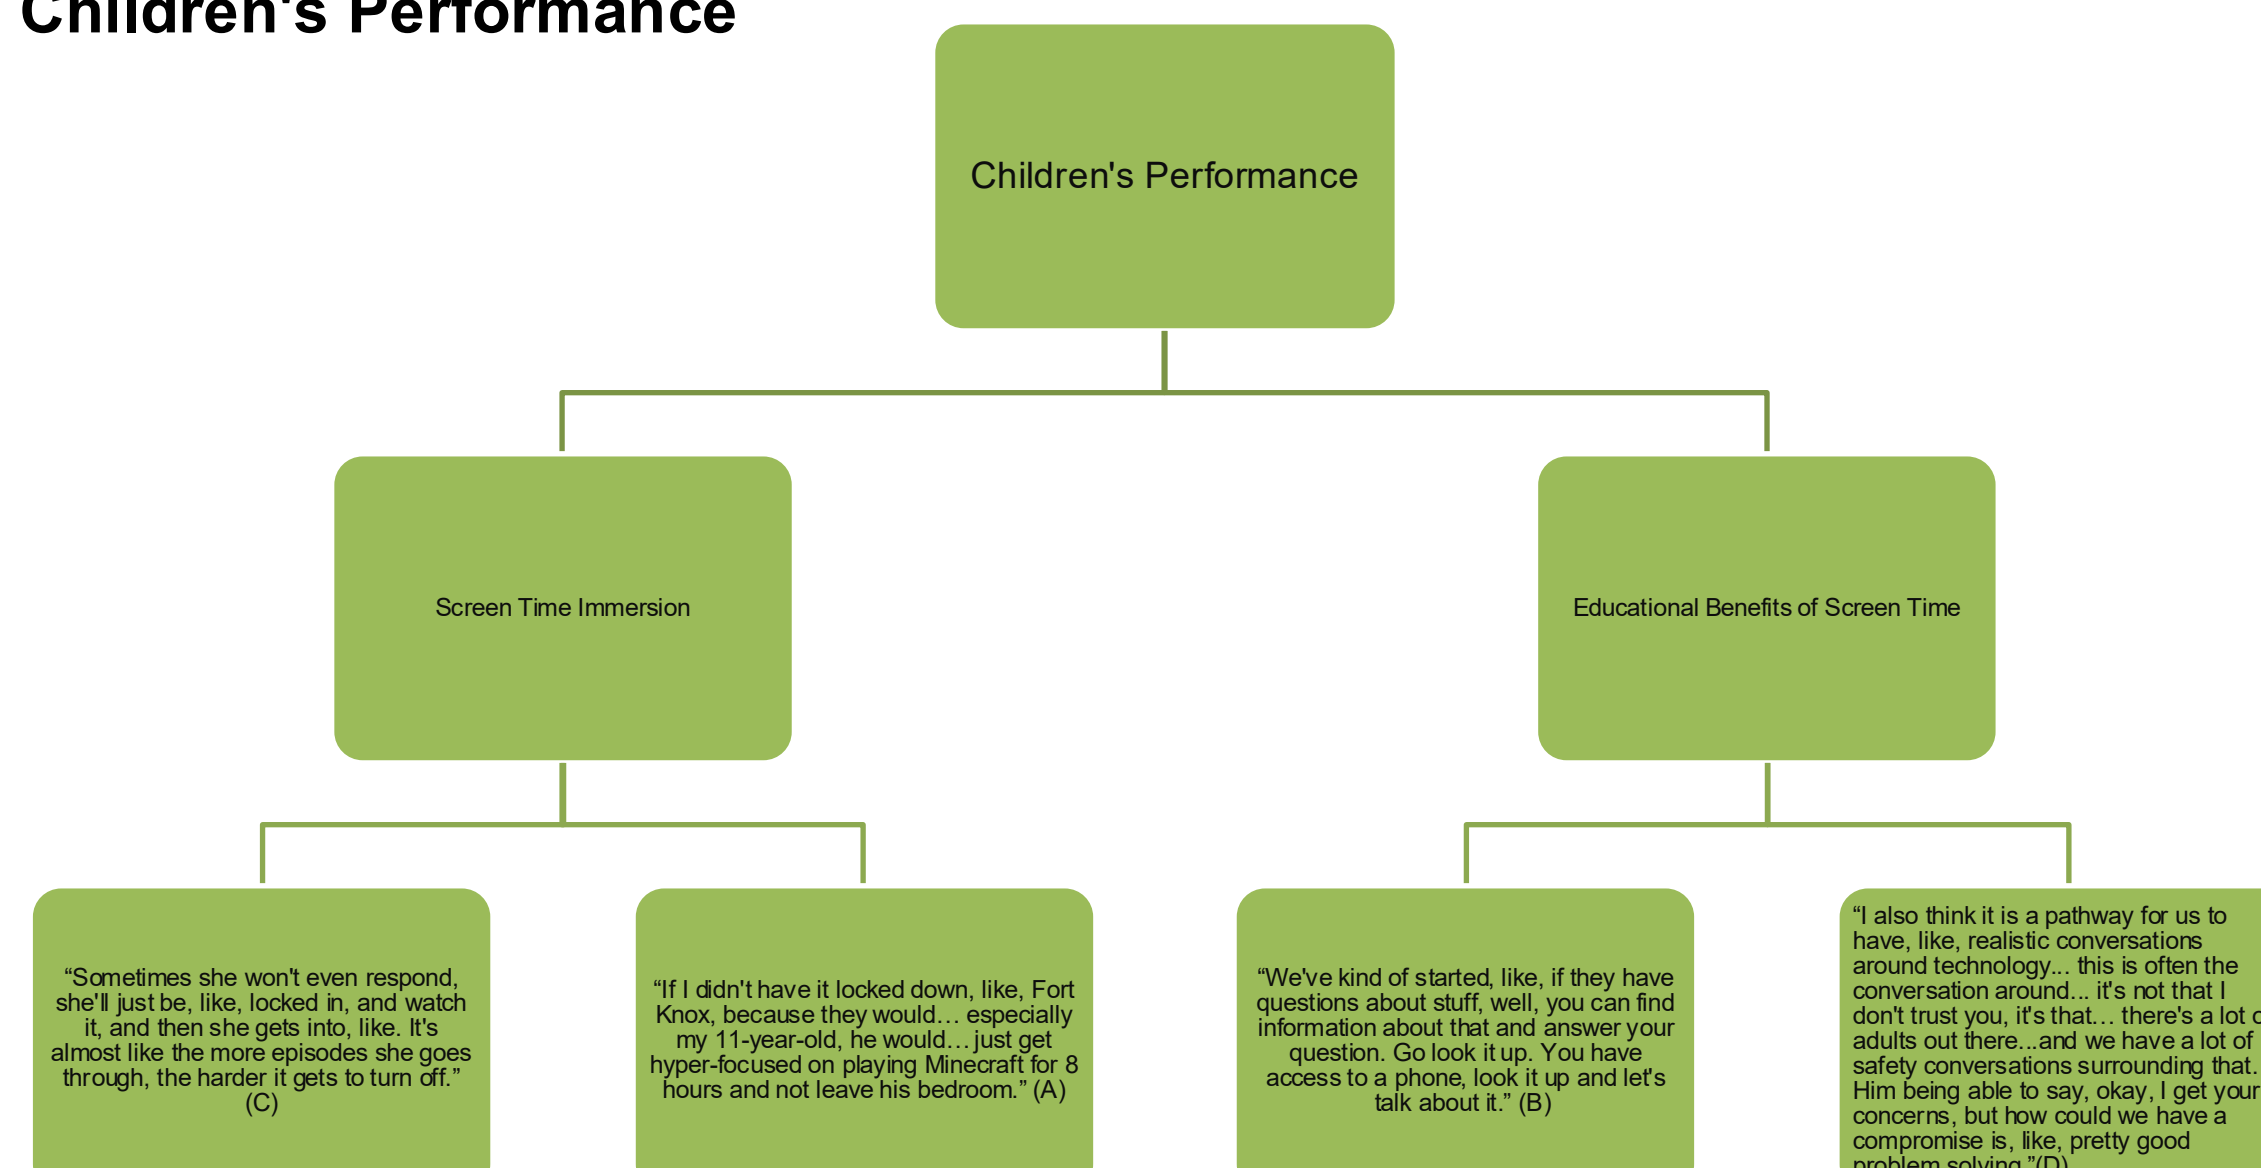 Children's Performance
Children's Performance
Screen Time Immersion
Educational Benefits of Screen Time
“Sometimes she won't even respond,
she'll just be, like, locked in, and watch
it, and then she gets into, like. It's
almost like the more episodes she goes
through, the harder it gets to turn off.”
(C)
“If I didn't have it locked down, like, Fort
Knox, because they would… especially
my 11-year-old, he would… just get
hyper-focused on playing Minecraft for 8
hours and not leave his bedroom.” (A)
“We've kind of started, like, if they have
questions about stuff, well, you can find
information about that and answer your
question. Go look it up. You have
access to a phone, look it up and let's
talk about it.” (B)
“I also think it is a pathway for us to
have, like, realistic conversations
around technology... this is often the
conversation around... it's not that I
don't trust you, it's that… there's a lot of
adults out there...and we have a lot of
safety conversations surrounding that.
Him being able to say, okay, I get your
concerns, but how could we have a
compromise is, like, pretty good
problem solving.”(D)